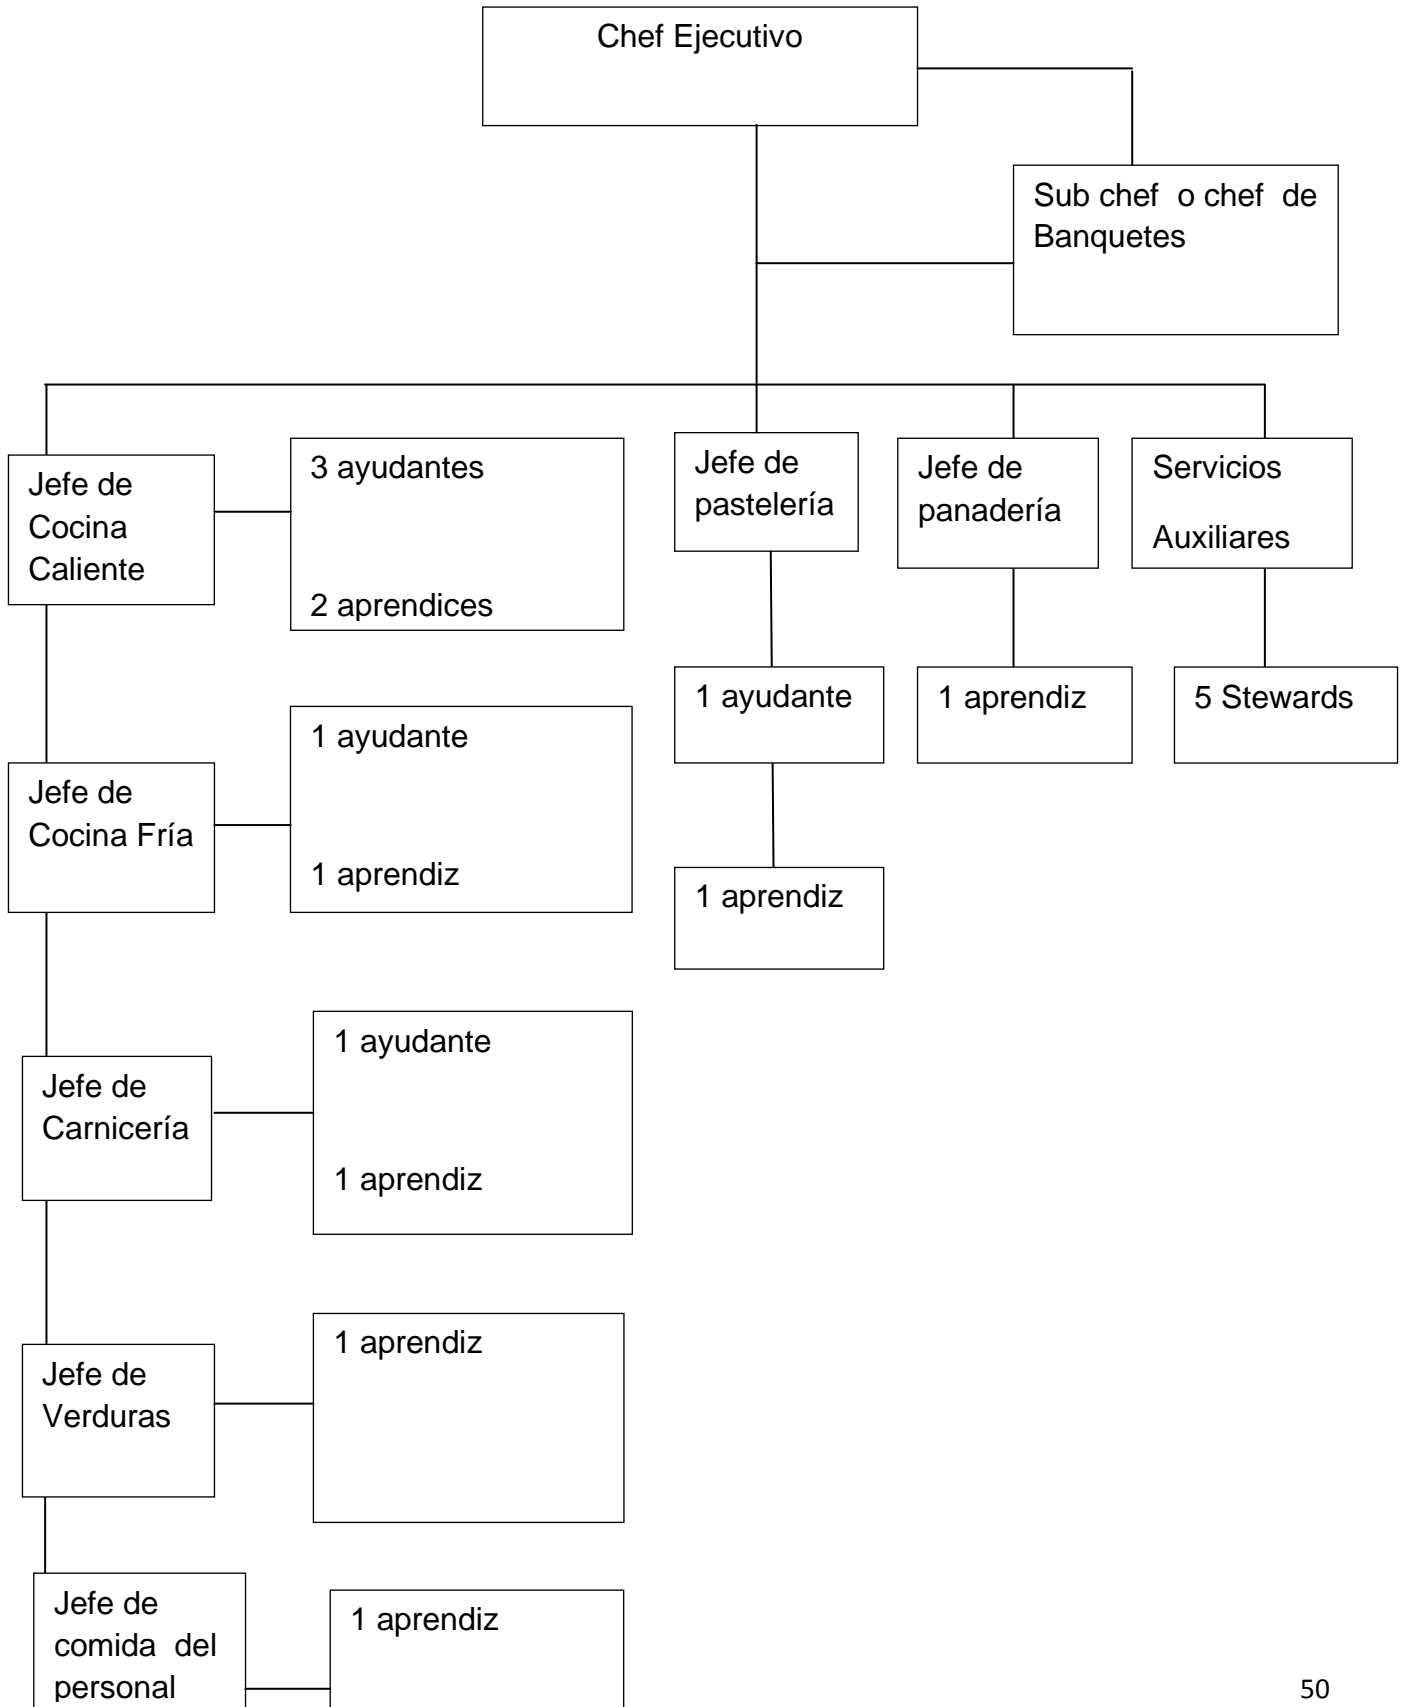 Chef Ejecutivo
Sub chef o chef de
Banquetes
Jefe de
Cocina
Caliente
3 ayudantes
2 aprendices
Jefe de
pastelería
Jefe de
panadería
Servicios
Auxiliares
1 ayudante
1 aprendiz
5 Stewards
1 aprendiz
Jefe de
Cocina Fría
1 ayudante
1 aprendiz
Jefe de
Carnicería
1 ayudante
1 aprendiz
Jefe de
Verduras
1 aprendiz
Jefe de
comida del
personal
1 aprendiz
50